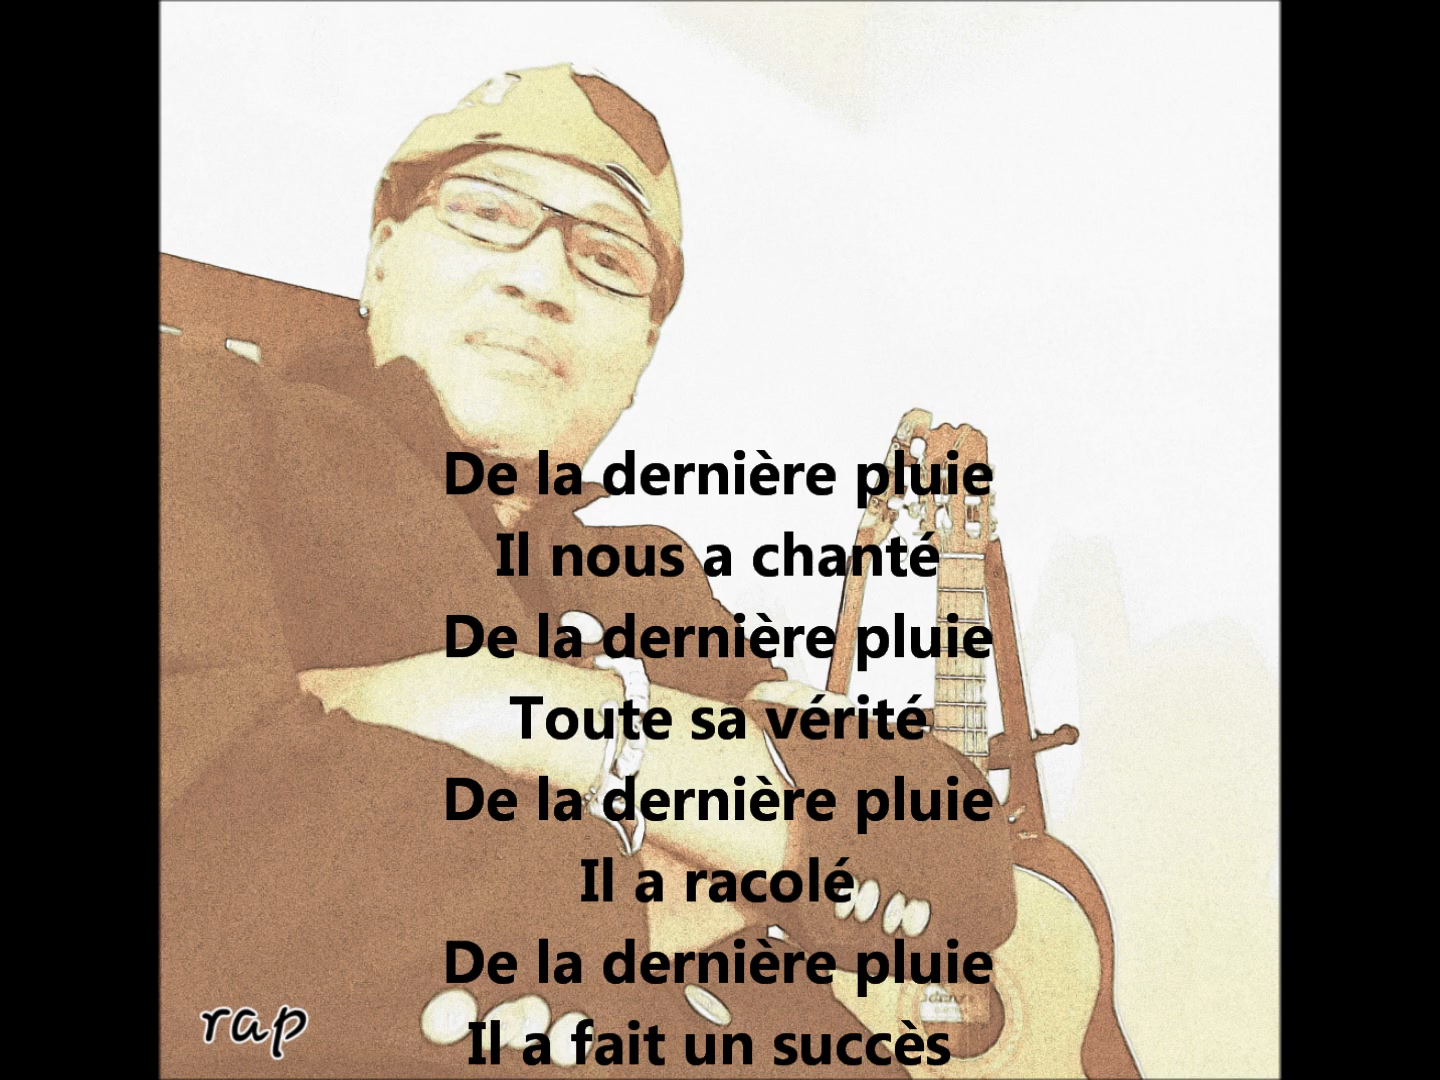 De la dernière pluie
Il nous a chanté
De la dernière pluie
Toute sa vérité
De la dernière pluie
Il a racolé
De la dernière pluie
Il a fait un succès
rap